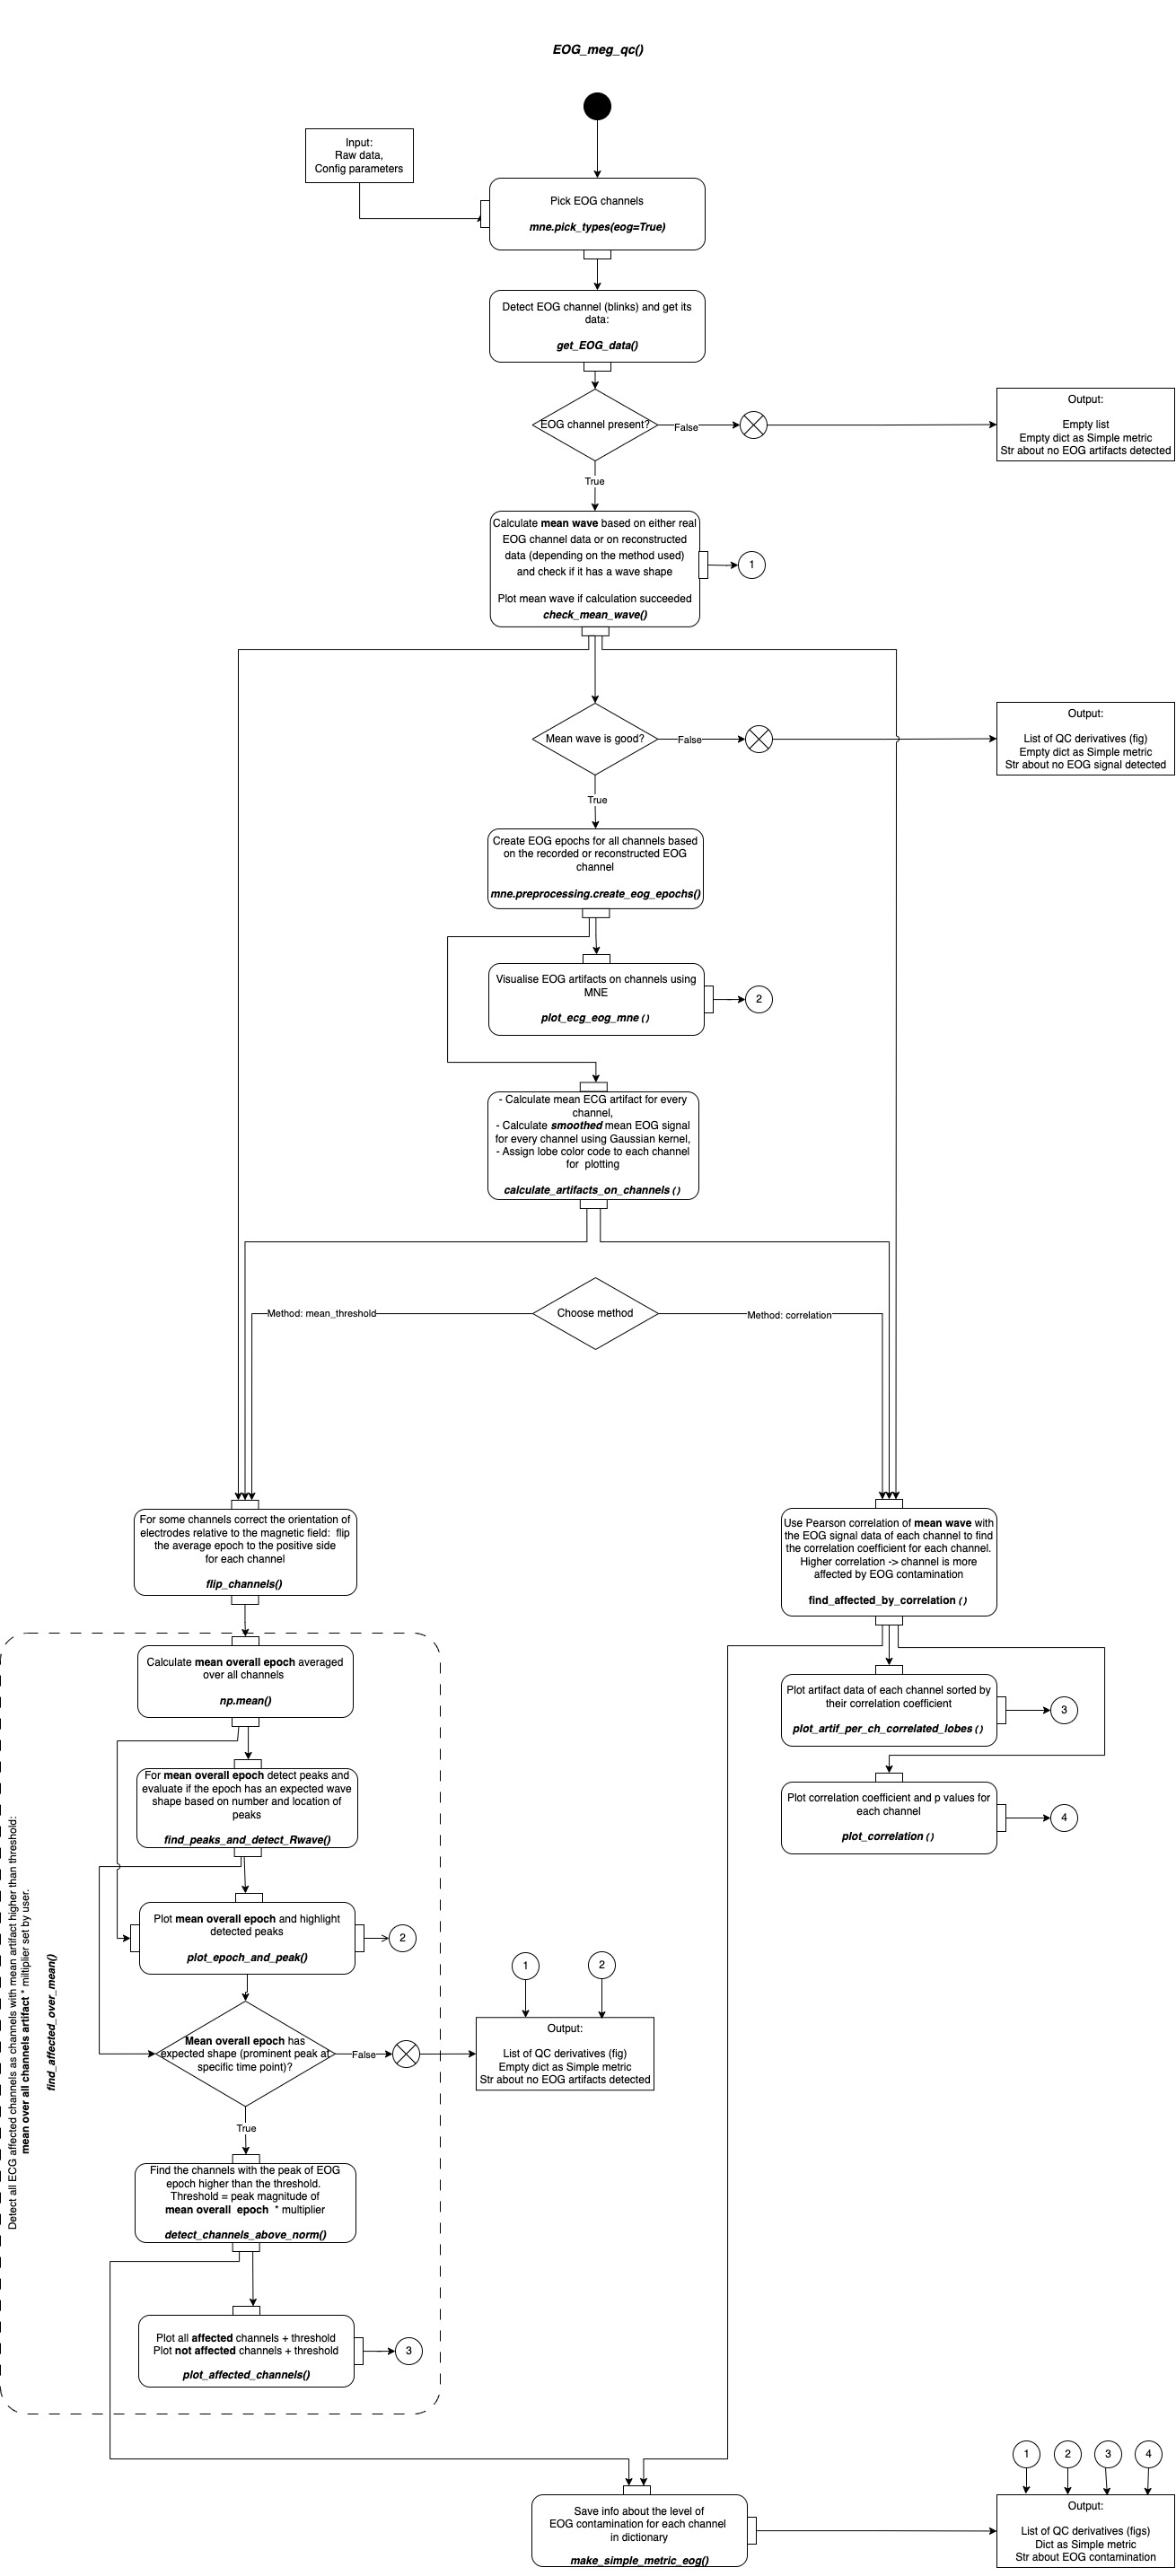 EOG_meg_qc()
Input:
Raw data,
Config parameters
Pick EOG channels
mne.pick_types(eog=True)
Detect EOG channel (blinks) and get its
data:
get_EOG_data()
EOG channel present?
False
Output:
Empty list
Empty dict as Simple metric
Str about no EOG artifacts detected
True
Calculate mean wave based on either real
EOG channel data or on reconstructed
data (depending on the method used)
and check if it has a wave shape
Plot mean wave if calculation succeeded
check_mean_wave()
1
Mean wave is good?
False
Output:
List of QC derivatives (fig)
Empty dict as Simple metric
Str about no EOG signal detected
True
Create EOG epochs for all channels based
on the recorded or reconstructed EOG
channel
mne.preprocessing.create_eog_epochs()
Visualise EOG artifacts on channels using
MNE
plot_ecg_eog_mne ( )
2
- Calculate mean ECG artifact for every
channel,
- Calculate smoothed mean EOG signal
for every channel using Gaussian kernel,
- Assign lobe color code to each channel
for plotting
calculate_artifacts_on_channels ( )
Choose method
Method: mean_threshold
Method: correlation
For some channels correct the orientation of
electrodes relative to the magnetic field: flip
the average epoch to the positive side
for each channel
flip_channels()
Use Pearson correlation of mean wave with
the EOG signal data of each channel to find
the correlation coefficient for each channel.
Higher correlation -> channel is more
affected by EOG contamination
find_affected_by_correlation ( )
Detect all ECG affected channels as channels with mean artifact higher than threshold:
mean over all channels artifact * multiplier set by user.
find_affected_over_mean()
Calculate mean overall epoch averaged
over all channels
np.mean()
Plot artifact data of each channel sorted by
their correlation coefficient
plot_artif_per_ch_correlated_lobes ( )
3
For mean overall epoch detect peaks and
evaluate if the epoch has an expected wave
shape based on number and location of
peaks
find_peaks_and_detect_Rwave()
Plot correlation coefficient and p values for
each channel
plot_correlation ( )
4
Plot mean overall epoch and highlight
detected peaks
plot_epoch_and_peak()
2
Mean overall epoch has
expected shape (prominent peak at
specific time point)?
False
1
2
Output:
List of QC derivatives (fig)
Empty dict as Simple metric
Str about no EOG artifacts detected
True
Find the channels with the peak of EOG
epoch higher than the threshold.
Threshold = peak magnitude of
mean overall epoch * multiplier
detect_channels_above_norm()
Plot all affected channels + threshold
Plot not affected channels + threshold
plot_affected_channels()
3
Save info about the level of
EOG contamination for each channel
in dictionary
make_simple_metric_eog()
1
2
3
4
Output:
List of QC derivatives (figs)
Dict as Simple metric
Str about EOG contamination